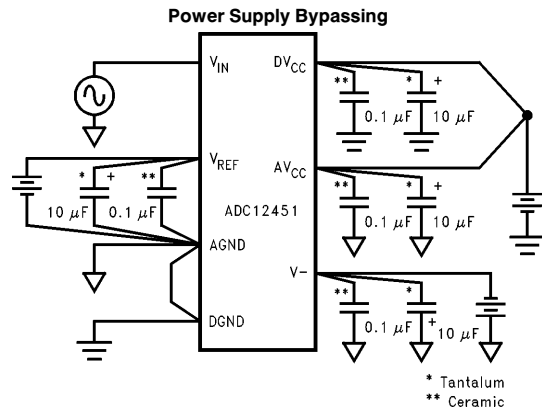 Power Supply Bypassing
V_IN
DV_CC
** * +
0.1 μF 10 μF
V_REF
* + **
10 μF 0.1 μF
AV_CC
** * +
0.1 μF 10 μF
ADC12451
AGND
V-
** *
0.1 μF + 10 μF
DGND
* Tantalum
** Ceramic